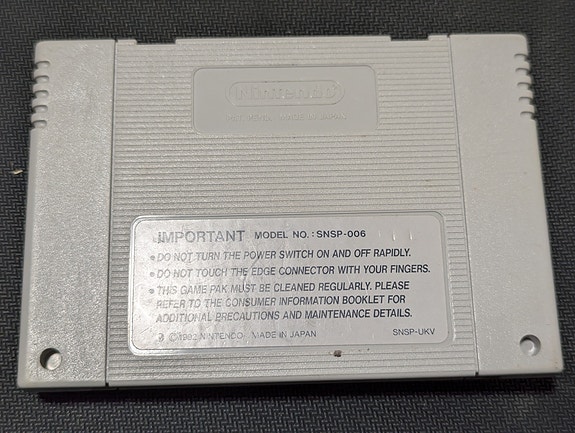 Nintendo
PAT. PEND. MADE IN JAPAN
IMPORTANT MODEL NO.:SNSP-006
• DO NOT TURN THE POWER SWITCH ON AND OFF RAPIDLY.
• DO NOT TOUCH THE EDGE CONNECTOR WITH YOUR FINGERS.
• THIS GAME PAK MUST BE CLEANED REGULARLY. PLEASE
REFER TO THE CONSUMER INFORMATION BOOKLET FOR
ADDITIONAL PRECAUTIONS AND MAINTENANCE DETAILS.
© 1992 NINTENDO MADE IN JAPAN SNSP-UKV